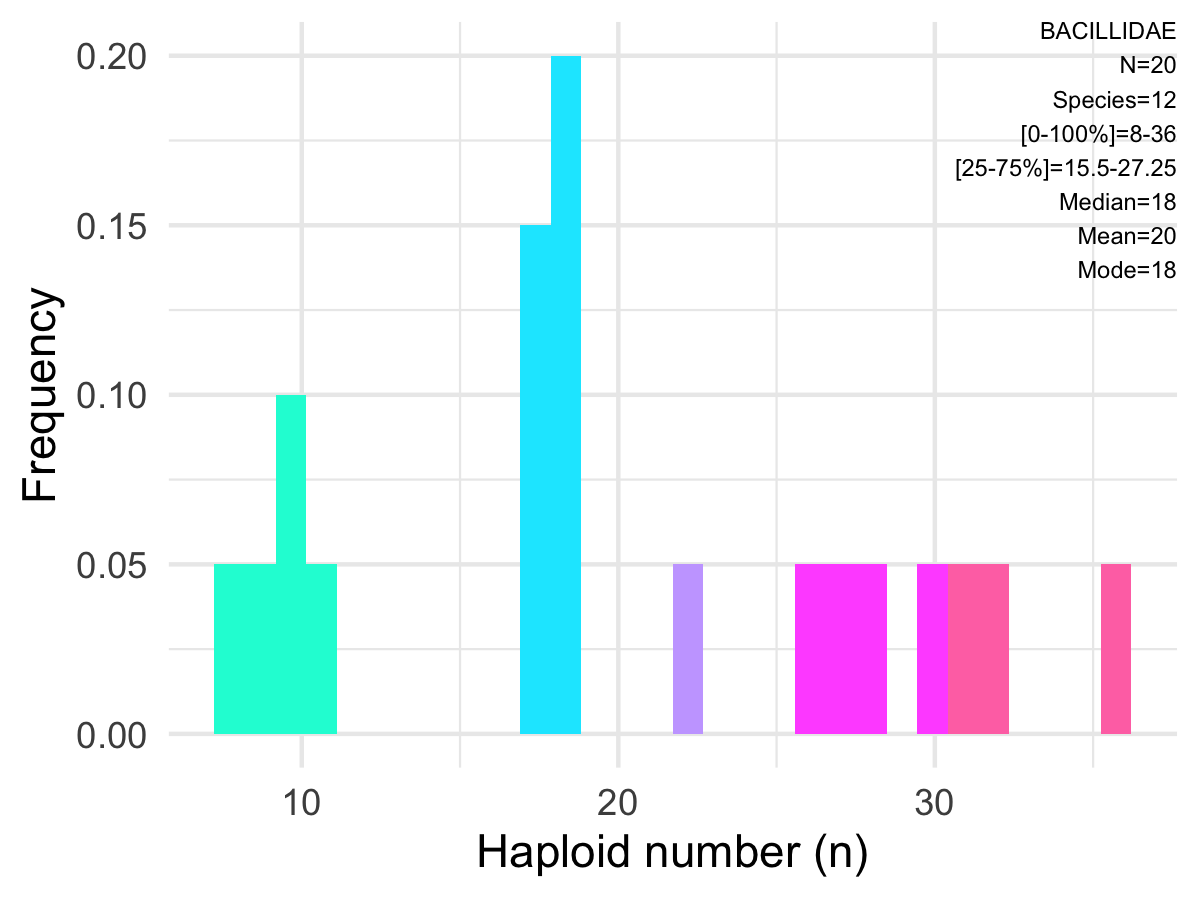 BACILLIDAE
N=20
Species=12
[0-100%]=8-36
[25-75%]=15.5-27.25
Median=18
Mean=20
Mode=18
0.20
0.15
0.10
0.05
0.00
Frequency
10 20 30
Haploid number (n)